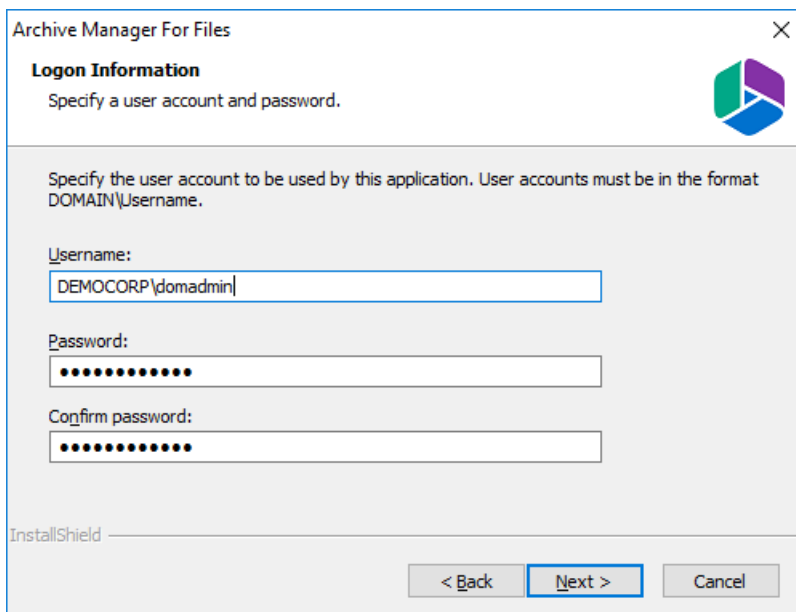 Archive Manager For Files
Logon Information
Specify a user account and password.
Specify the user account to be used by this application. User accounts must be in the format
DOMAIN\Username.
Username:
DEMOCORP\domadmin
Password:
●●●●●●●●●●●●
Confirm password:
●●●●●●●●●●●●
InstallShield
< Back
Next >
Cancel